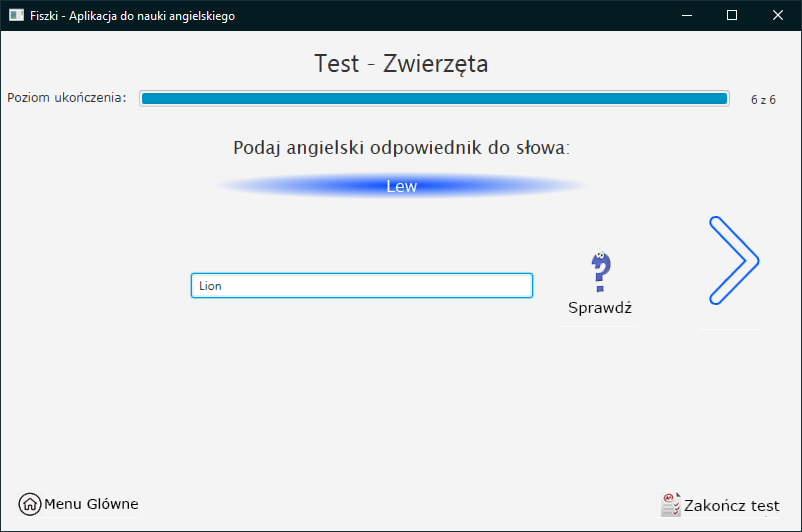 Fiszki - Aplikacja do nauki angielskiego
Test - Zwierzęta
Poziom ukończenia: 6 z 6
Podaj angielski odpowiednik do słowa:
Lew
Lion
Sprawdź
Menu Glówne
Zakończ test